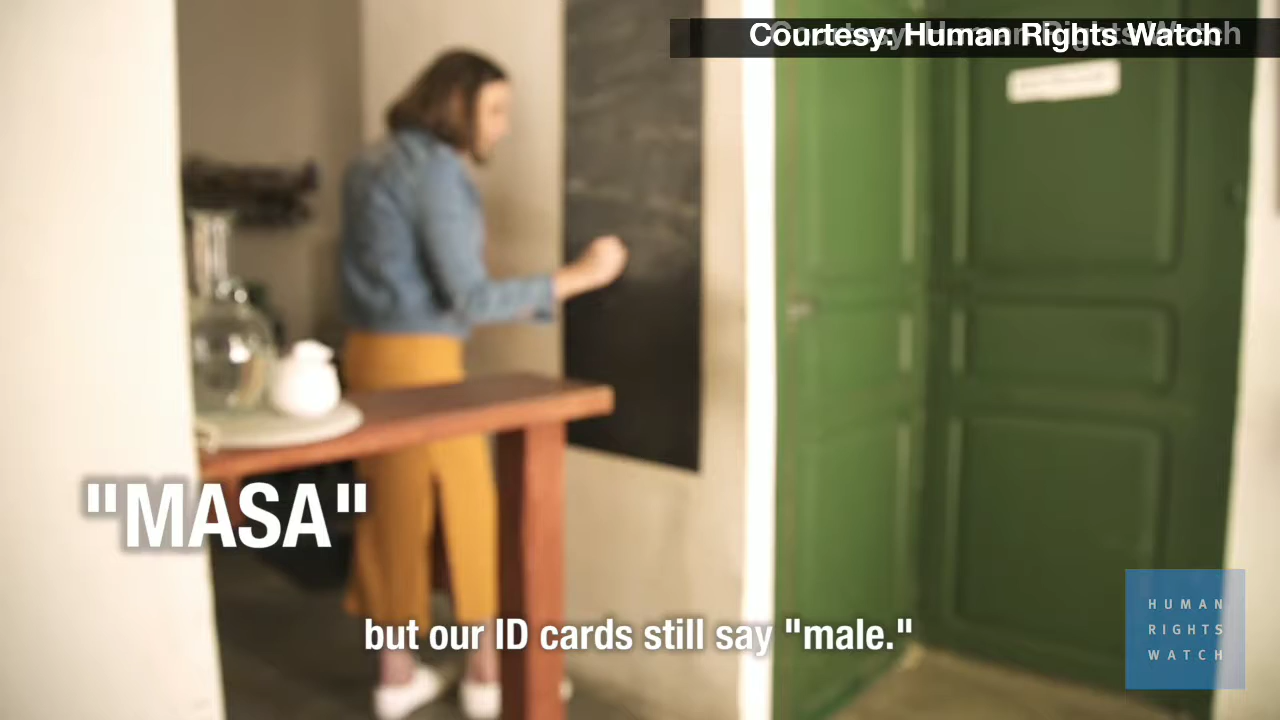 Courtesy: Human Rights Watch
"MASA"
but our ID cards still say "male."
HUMAN
RIGHTS
WATCH